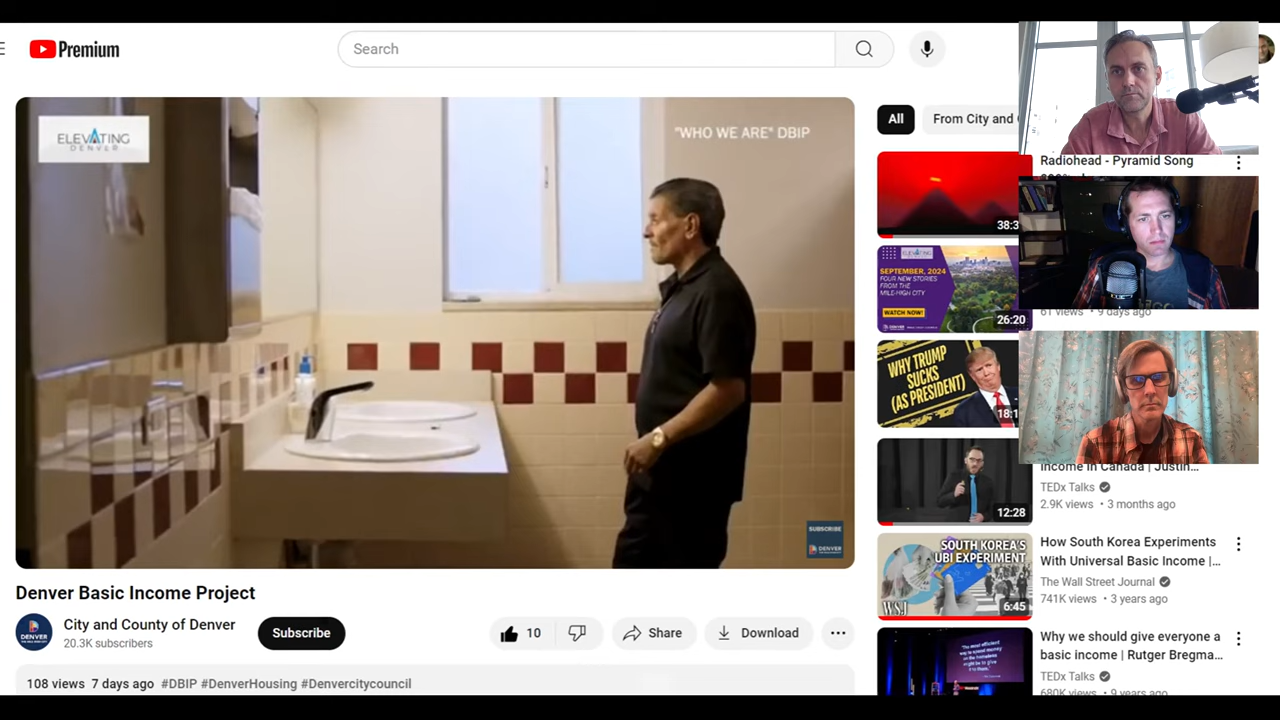 Premium
Search
ELEVATING
DENVER
"WHO WE ARE" DBIP
SUBSCRIBE
DENVER
Denver Basic Income Project
DENVER
City and County of Denver
20.3K subscribers
Subscribe
10
Share
Download
108 views 7 days ago #DBIP #DenverHousing #Denvercitycouncil
All
From City and
Radiohead - Pyramid Song
38:3
ELEVATING
SEPTEMBER, 2024
FOUR NEW STORIES
FROM THE
MILE-HIGH CITY
WATCH NOW!
DENVER
26:20
61 views • 9 days ago
WHY TRUMP
SUCKS
(AS PRESIDENT)
18:1
Income in Canada | Justin...
TEDx Talks
2.9K views • 3 months ago
12:28
SOUTH KOREA'S
UBI EXPERIMENT
WSJ
6:45
How South Korea Experiments
With Universal Basic Income |...
The Wall Street Journal
741K views • 3 years ago
Why we should give everyone a
basic income | Rutger Bregma...
TEDx Talks
680K views • 9 years ago